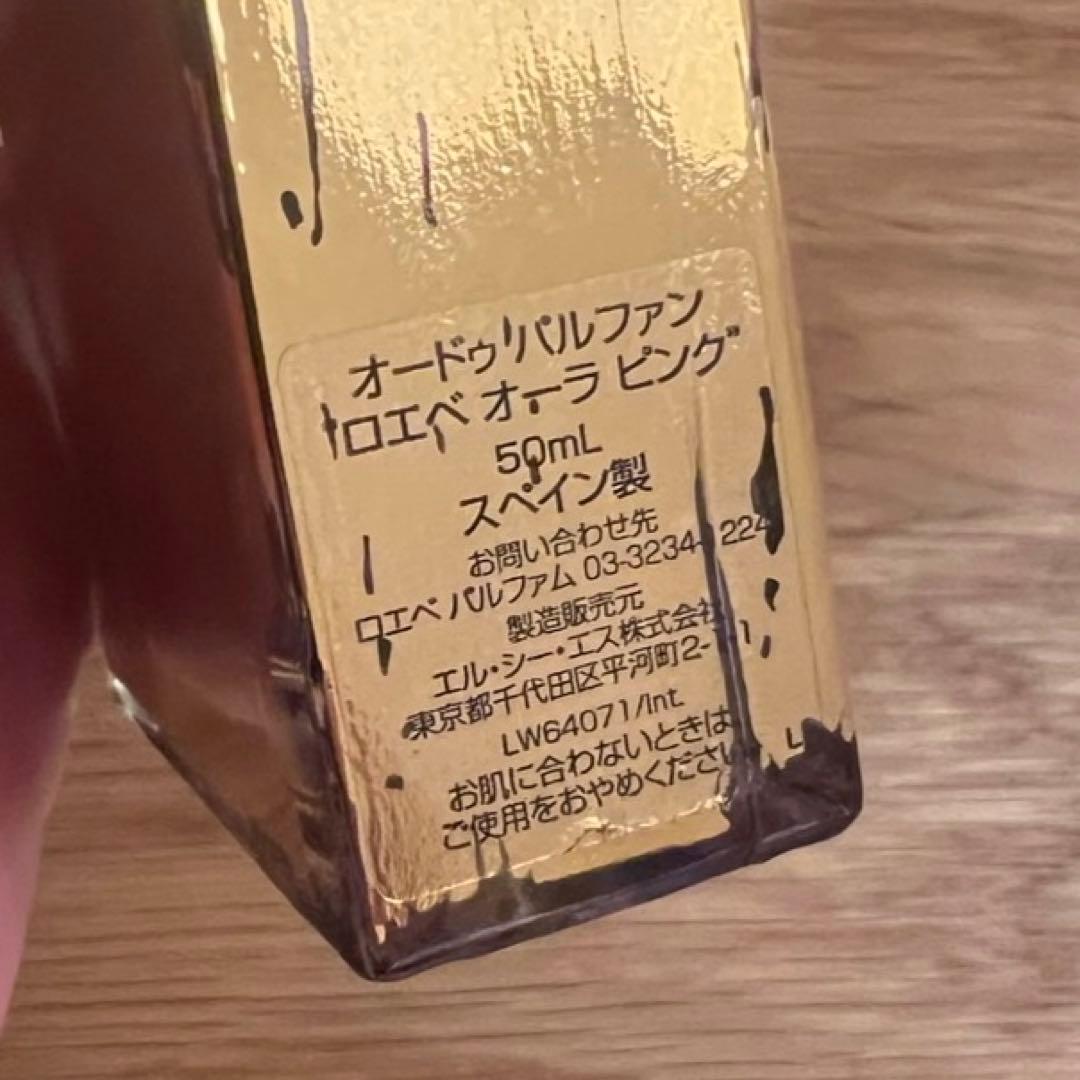 オードゥ パルファン
ロエベ オーラ ピンク
50mL
スペイン製
お問い合わせ先
ロエベ パルファム 03-3234-
製造販売元
エル・シー・エス株式会社
東京都千代田区平河町2-
LW64071/Int.
お肌に合わないときは、
ご使用をおやめください